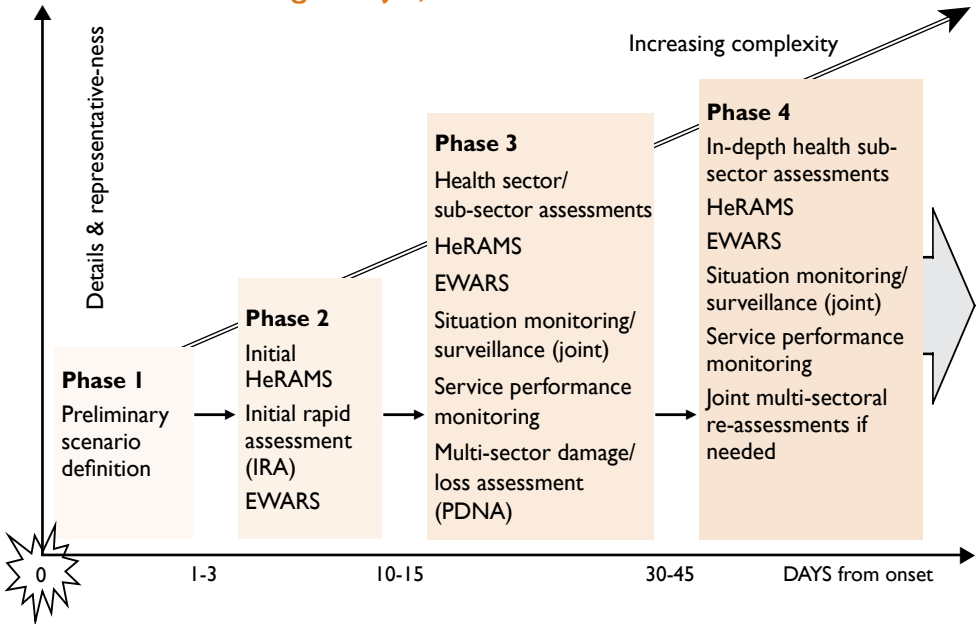 Details & representative-ness
Increasing complexity
Phase 1
Preliminary
scenario
definition
Phase 2
Initial
HeRAMS
Initial rapid
assessment
(IRA)
EWARS
Phase 3
Health sector/
sub-sector assessments
HeRAMS
EWARS
Situation monitoring/
surveillance (joint)
Service performance
monitoring
Multi-sector damage/
loss assessment
(PDNA)
Phase 4
In-depth health sub-
sector assessments
HeRAMS
EWARS
Situation monitoring/
surveillance (joint)
Service performance
monitoring
Joint multi-sectoral
re-assessments if
needed
0
1-3
10-15
30-45
DAYS from onset